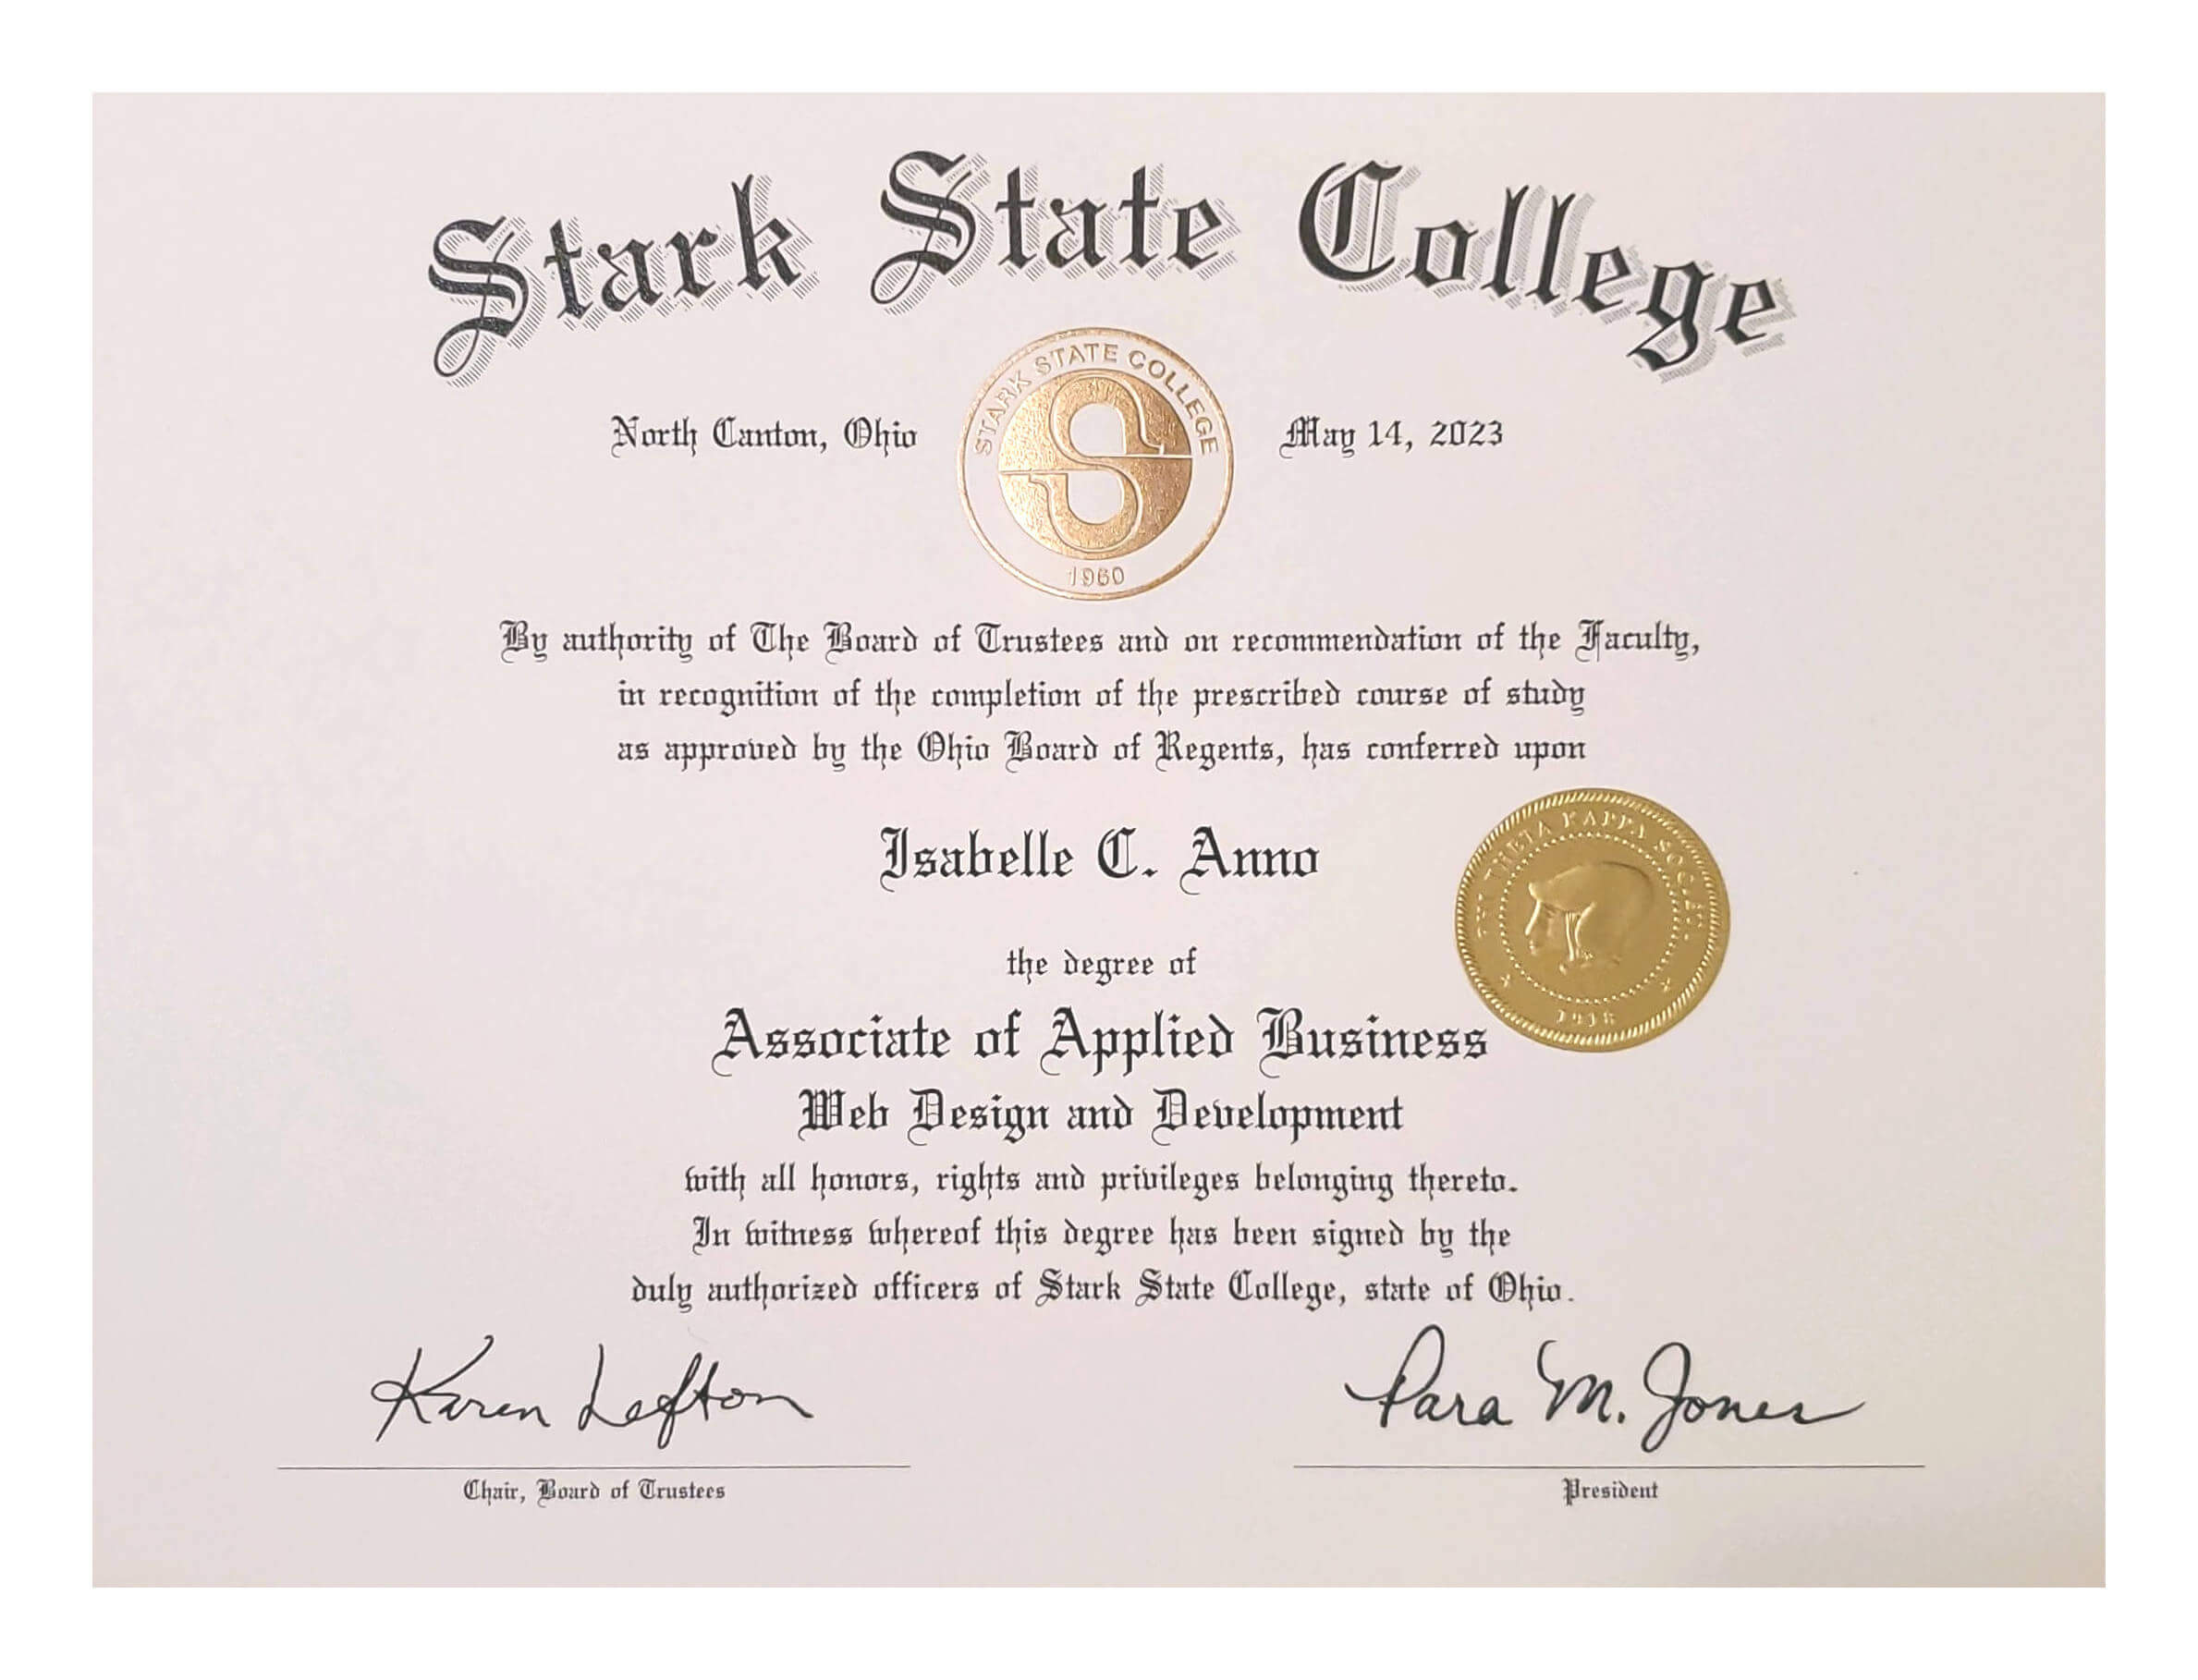 Stark State College
North Canton, Ohio
May 14, 2023
STARK STATE COLLEGE
1960
By authority of The Board of Trustees and on recommendation of the Faculty,
in recognition of the completion of the prescribed course of study
as approved by the Ohio Board of Regents, has conferred upon
Isabelle C. Anno
PHI THETA KAPPA SOCIETY
1918
the degree of
Associate of Applied Business
Web Design and Development
with all honors, rights and privileges belonging thereto.
In witness whereof this degree has been signed by the
duly authorized officers of Stark State College, state of Ohio.
Karen Lefton
Para M. Jones
Chair, Board of Trustees
President